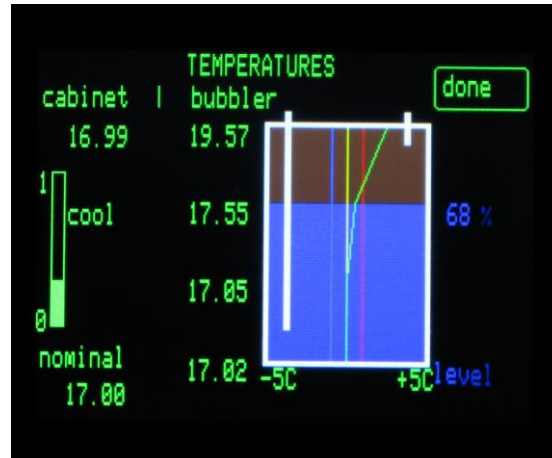 TEMPERATURES
done
cabinet | bubbler
16.99 19.57
1
cool 17.55 68 %
17.05
0
nominal
17.02 -5C +5C level
17.00